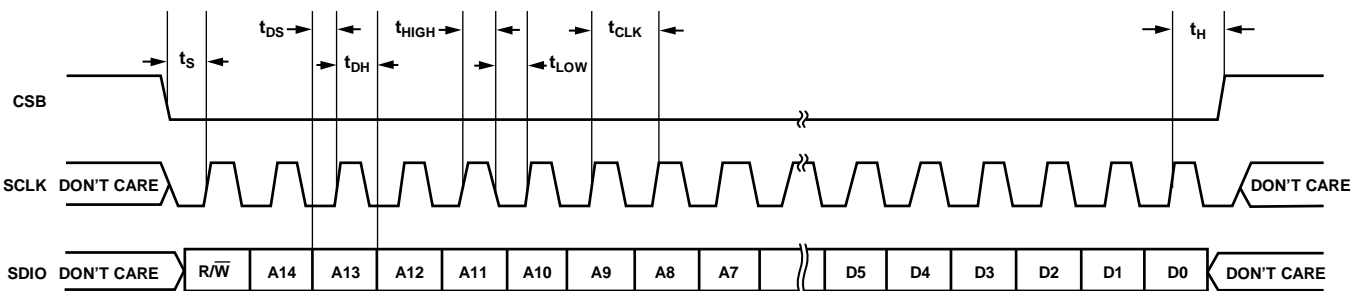 tDS tHIGH tCLK tH
tS tDH tLOW
CSB
SCLK DON'T CARE DON'T CARE
SDIO DON'T CARE R/W̅ A14 A13 A12 A11 A10 A9 A8 A7 D5 D4 D3 D2 D1 D0 DON'T CARE